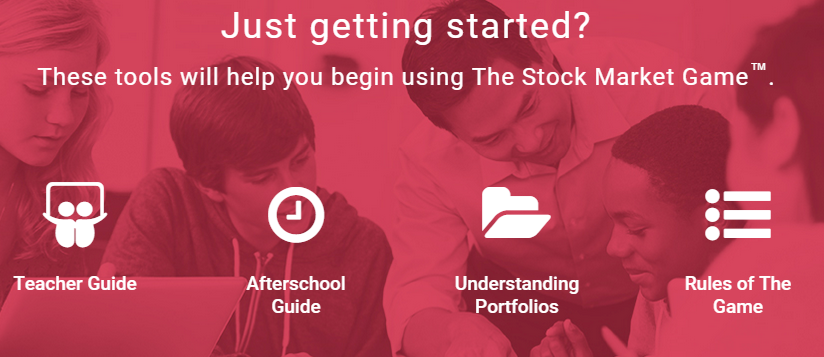 Just getting started?
These tools will help you begin using The Stock Market Game™.
Teacher Guide
Afterschool
Guide
Understanding
Portfolios
Rules of The
Game